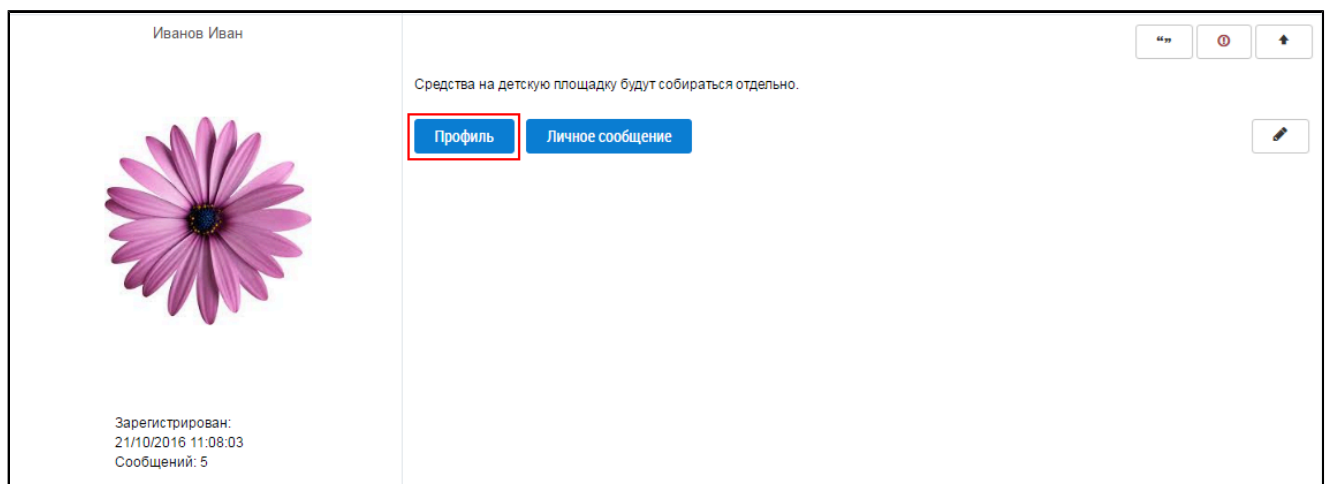 Иванов Иван
Средства на детскую площадку будут собираться отдельно.
Профиль
Личное сообщение
Зарегистрирован:
21/10/2016 11:08:03
Сообщений: 5